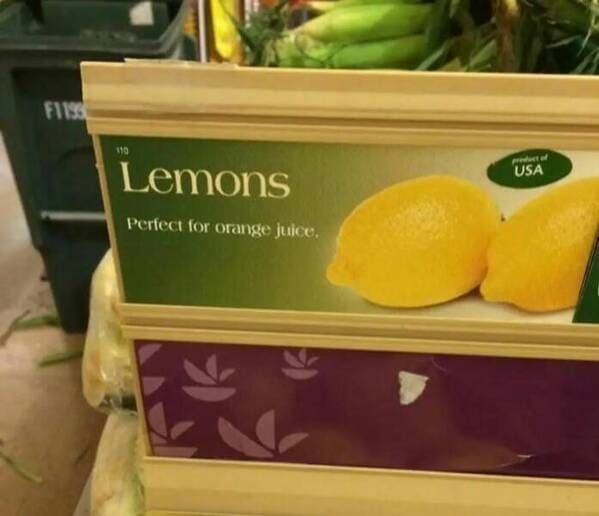 F1199
110
Lemons
product of
USA
Perfect for orange juice.